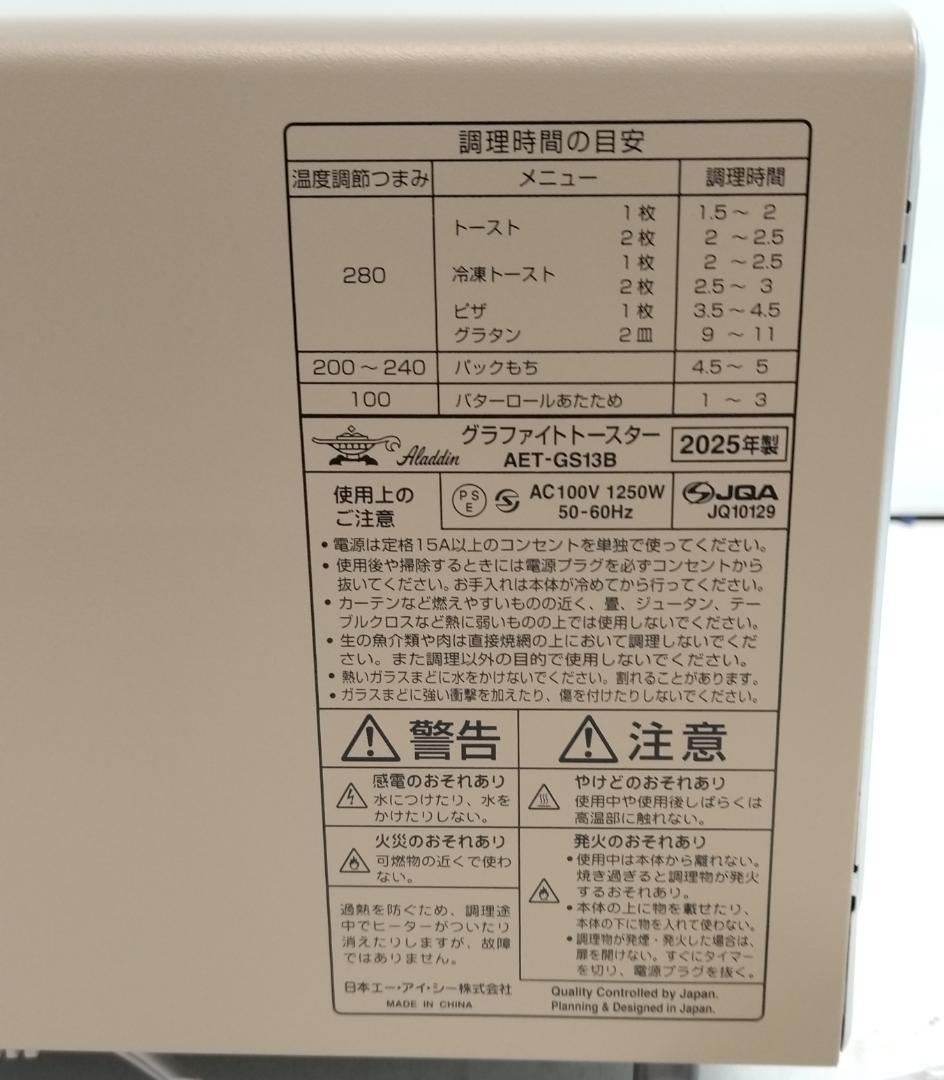 調理時間の目安
温度調節つまみ メニュー 調理時間
280 トースト 1枚 1.5～ 2
2枚 2 ～2.5
冷凍トースト 1枚 2 ～2.5
2枚 2.5～ 3
ピザ 1枚 3.5～4.5
グラタン 2皿 9 ～ 11
200～240 パックもち 4.5～ 5
100 バターロールあたため 1 ～ 3
Aladdin グラファイトトースター
AET-GS13B
2025年製
使用上の
ご注意
PSE
AC100V 1250W
50-60Hz
JQA
JQ10129
• 電源は定格15A以上のコンセントを単独で使ってください。
• 使用後や掃除するときには電源プラグを必ずコンセントから
抜いてください。お手入れは本体が冷めてから行ってください。
• カーテンなど燃えやすいものの近く、畳、ジュータン、テー
ブルクロスなど熱に弱いものの上では使用しないでください。
• 生の魚介類や肉は直接焼網の上において調理しないでくだ
さい。また調理以外の目的で使用しないでください。
• 熱いガラスまどに水をかけないでください。割れることがあります。
• ガラスまどに強い衝撃を加えたり、傷を付けたりしないでください。
警告
感電のおそれあり
水につけたり、水を
かけたりしない。
火災のおそれあり
可燃物の近くで使わ
ない。
過熱を防ぐため、調理途
中でヒーターがついたり
消えたりしますが、故障
ではありません。
注意
やけどのおそれあり
使用中や使用後しばらくは
高温部に触れない。
発火のおそれあり
• 使用中は本体から離れない。
焼き過ぎると調理物が発火
するおそれあり。
• 本体の上に物を載せたり、
本体の下に物を入れて使わない。
• 調理物が発煙・発火した場合は、
扉を開けない。すぐにタイマー
を切り、電源プラグを抜く。
日本エー・アイ・シー株式会社
MADE IN CHINA
Quality Controlled by Japan.
Planning & Designed in Japan.